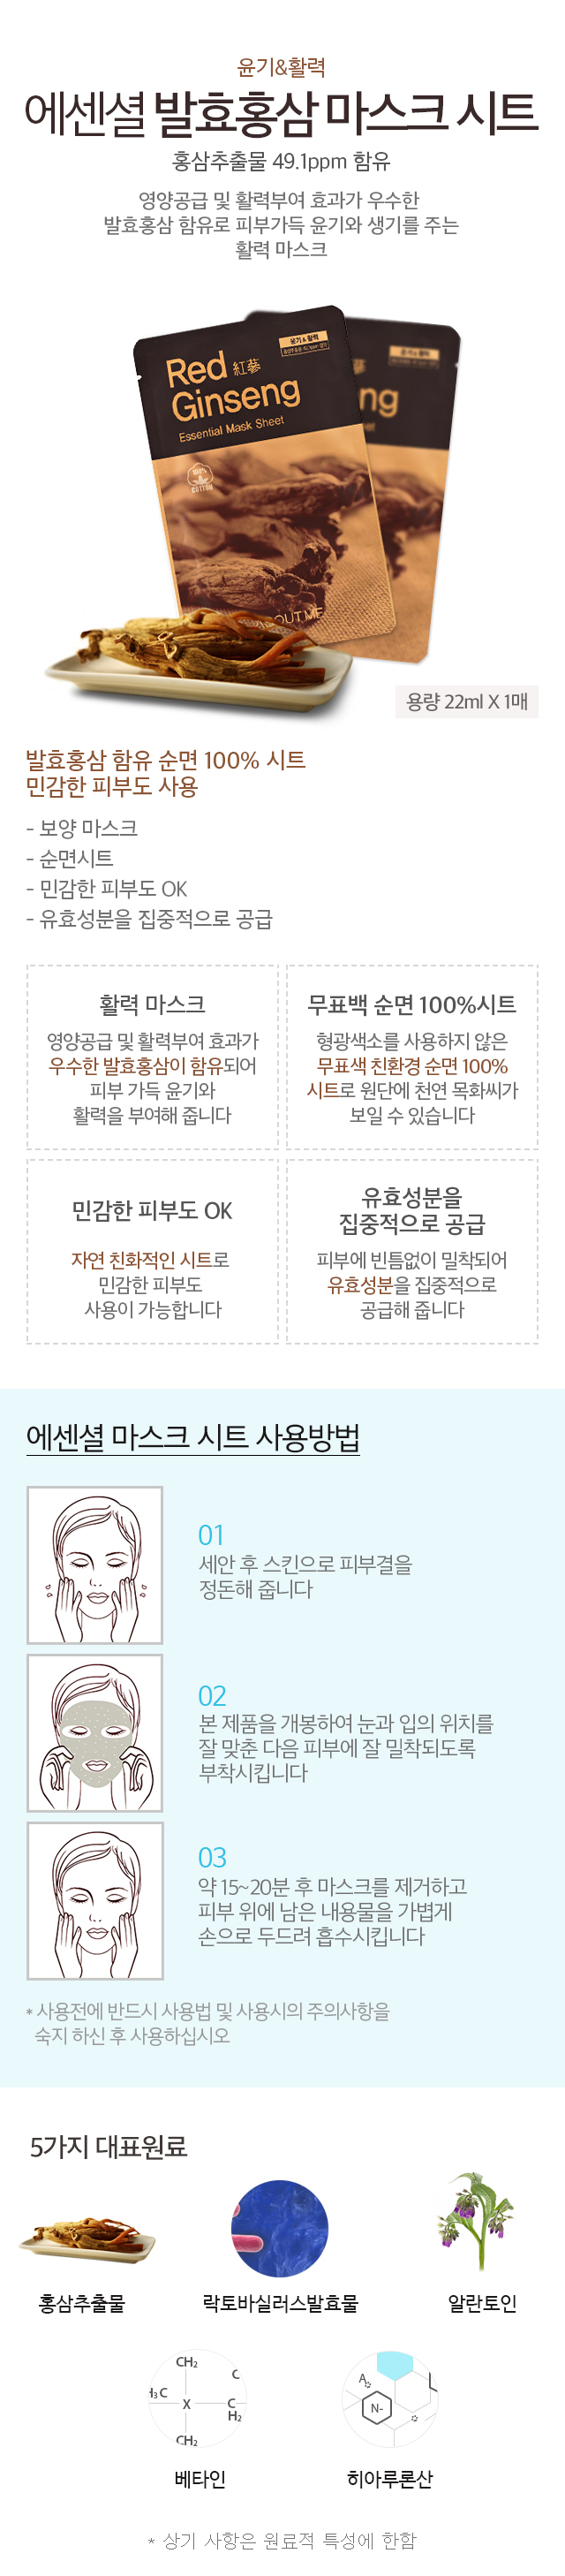 윤기&활력
에센셜 발효홍삼 마스크 시트
홍삼추출물 49.1ppm 함유
영양공급 및 활력부여 효과가 우수한
발효홍삼 함유로 피부가득 윤기와 생기를 주는
활력 마스크
윤기&활력
Red 紅蔘
Ginseng
Essential Mask Sheet
100%
COTTON
윤기&활력
ng
OUT ME
용량 22ml X 1매
발효홍삼 함유 순면 100% 시트
민감한 피부도 사용
- 보양 마스크
- 순면시트
- 민감한 피부도 OK
- 유효성분을 집중적으로 공급
활력 마스크
영양공급 및 활력부여 효과가
우수한 발효홍삼이 함유되어
피부 가득 윤기와
활력을 부여해 줍니다
무표백 순면 100%시트
형광색소를 사용하지 않은
무표색 친환경 순면 100%
시트로 원단에 천연 목화씨가
보일 수 있습니다
민감한 피부도 OK
자연 친화적인 시트로
민감한 피부도
사용이 가능합니다
유효성분을
집중적으로 공급
피부에 빈틈없이 밀착되어
유효성분을 집중적으로
공급해 줍니다
에센셜 마스크 시트 사용방법
01
세안 후 스킨으로 피부결을
정돈해 줍니다
02
본 제품을 개봉하여 눈과 입의 위치를
잘 맞춘 다음 피부에 잘 밀착되도록
부착시킵니다
03
약 15~20분 후 마스크를 제거하고
피부 위에 남은 내용물을 가볍게
손으로 두드려 흡수시킵니다
* 사용전에 반드시 사용법 및 사용시의 주의사항을
숙지 하신 후 사용하십시오
5가지 대표원료
홍삼추출물
락토바실러스발효물
알란토인
CH2
C
H3 C
X
C
H2
CH2
A
N-
베타인
히아루론산
* 상기 사항은 원료적 특성에 한함